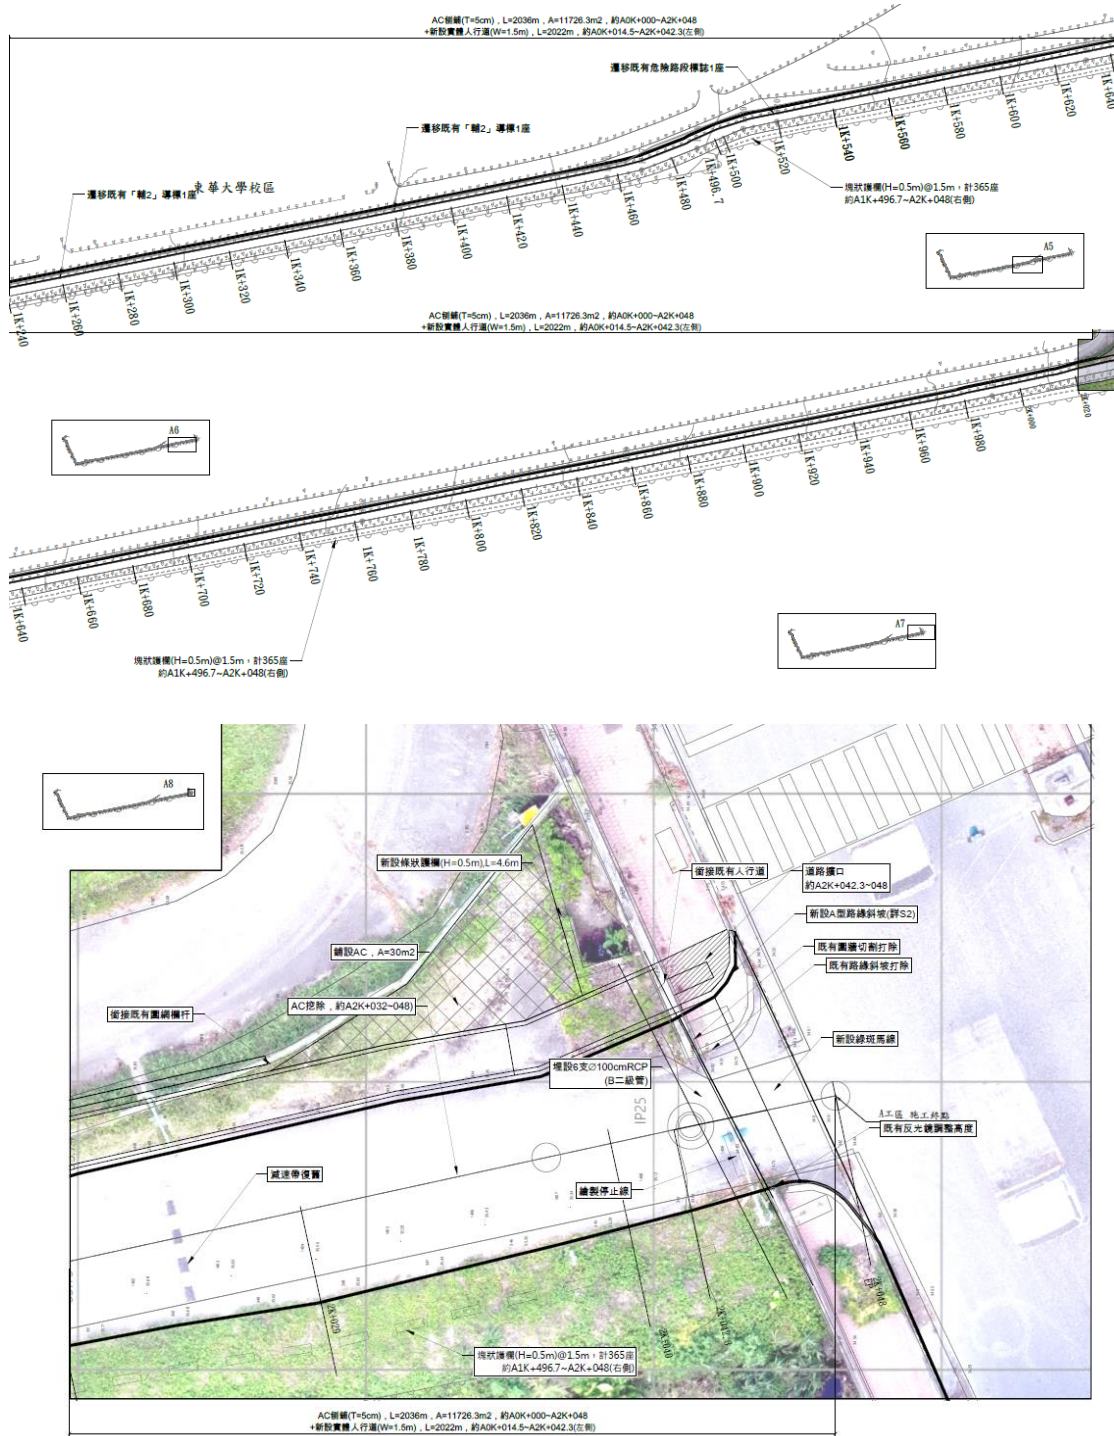 AC刨鋪(T=5cm)，L=2036m，A=11726.3m2，約A0K+000~A2K+048
+新設實體人行道(W=1.5m)，L=2022m，約A0K+014.5~A2K+042.3(左側)
遷移既有危險路段標誌1座
遷移既有「輔2」導標1座
東華大學校區
遷移既有「輔2」導標1座
塊狀護欄(H=0.5m)@1.5m，計365座
約A1K+496.7~A2K+048(右側)
1K+240
1K+260
1K+280
1K+300
1K+320
1K+340
1K+360
1K+380
1K+400
1K+420
1K+440
1K+460
1K+480
A1K+496.7
1K+500
1K+520
1K+540
1K+560
1K+580
1K+600
1K+620
1K+640
A5
AC刨鋪(T=5cm)，L=2036m，A=11726.3m2，約A0K+000~A2K+048
+新設實體人行道(W=1.5m)，L=2022m，約A0K+014.5~A2K+042.3(左側)
A6
1K+640
1K+660
1K+680
1K+700
1K+720
1K+740
1K+760
1K+780
1K+800
1K+820
1K+840
1K+860
1K+880
1K+900
1K+920
1K+940
1K+960
1K+980
2K+000
2K+020
塊狀護欄(H=0.5m)@1.5m，計365座
約A1K+496.7~A2K+048(右側)
A7
A8
新設條狀護欄(H=0.5m),L=4.6m
銜接既有人行道
道路擴口
約A2K+042.3~048
新設A型路緣斜坡(詳S2)
既有圍牆切割打除
既有路緣斜坡打除
鋪設AC，A=30m2
AC挖除，約A2K+032~048)
銜接既有圍網欄杆
新設綠斑馬線
埋設6支∅100cmRCP
(B二級管)
IP25
A工區 施工終點
既有反光鏡調整高度
減速帶復舊
繪製停止線
2K+020
2K+040
2K+048
塊狀護欄(H=0.5m)@1.5m，計365座
約A1K+496.7~A2K+048(右側)
AC刨鋪(T=5cm)，L=2036m，A=11726.3m2，約A0K+000~A2K+048
+新設實體人行道(W=1.5m)，L=2022m，約A0K+014.5~A2K+042.3(左側)